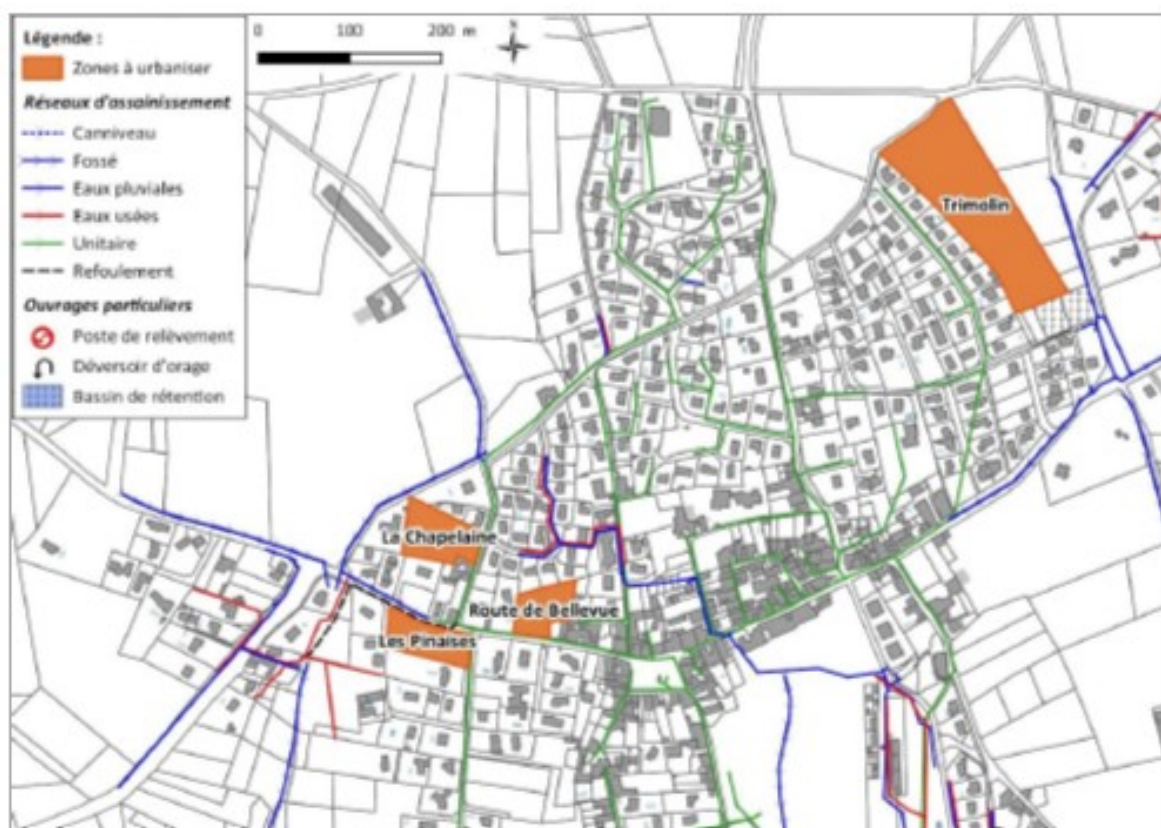 Légende :
Zones à urbaniser
Réseaux d'assainissement
Canniveau
Fossé
Eaux pluviales
Eaux usées
Unitaire
Refoulement
Ouvrages particuliers
Poste de relèvement
Déversoir d'orage
Bassin de rétention
0 100 200 m
N
Trimolin
La Chapelaine
Route de Bellevue
Les Pinaises